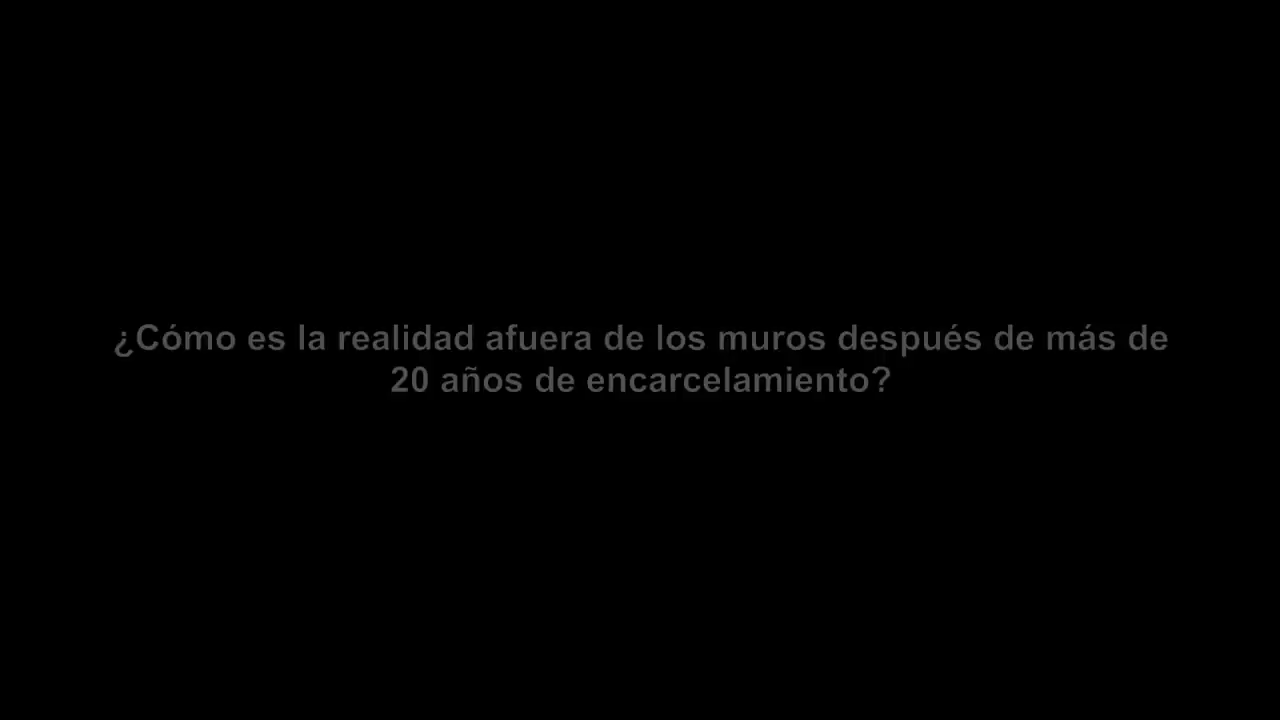 ¿Cómo es la realidad afuera de los muros después de más de
20 años de encarcelamiento?